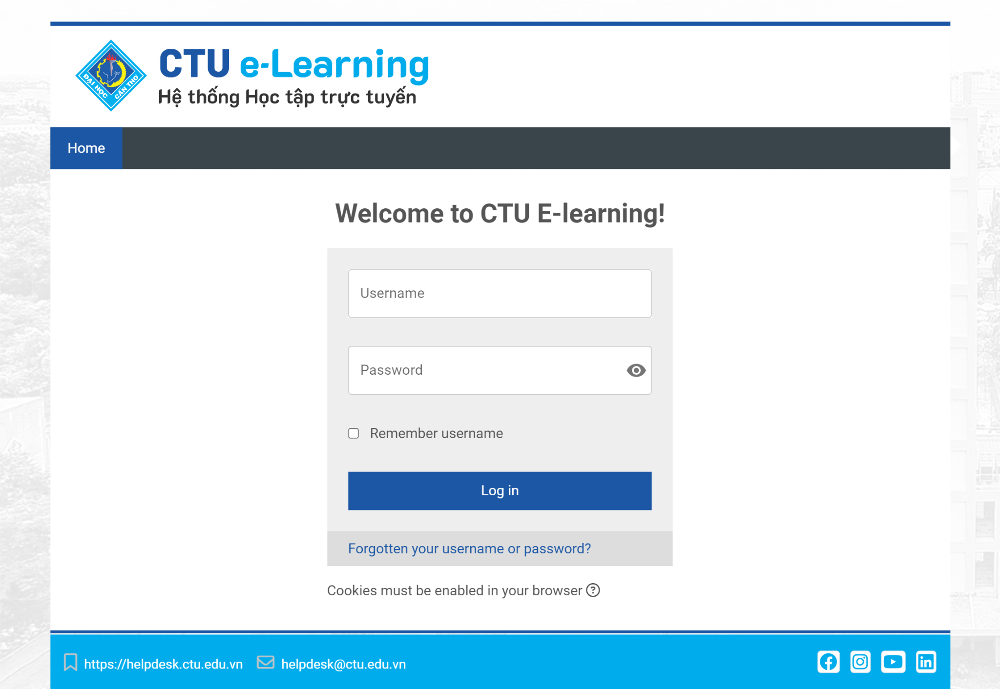 ĐẠI HỌC CẦN THƠ
CTU e-Learning
Hệ thống Học tập trực tuyến
Home
Welcome to CTU E-learning!
Username
Password
Remember username
Log in
Forgotten your username or password?
Cookies must be enabled in your browser
https://helpdesk.ctu.edu.vn helpdesk@ctu.edu.vn